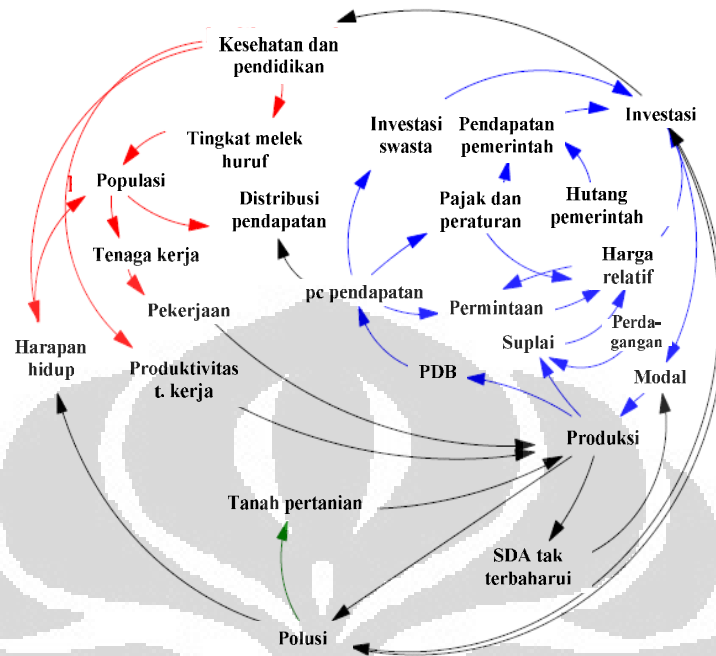 Kesehatan dan
pendidikan
Investasi
Investasi
swasta
Pendapatan
pemerintah
Tingkat melek
huruf
Populasi
Distribusi
pendapatan
Pajak dan
peraturan
Hutang
pemerintah
Tenaga kerja
Harga
relatif
pc pendapatan
Pekerjaan
Permintaan
Perda-
gangan
Suplai
Harapan
hidup
Produktivitas
t. kerja
PDB
Modal
Produksi
Tanah pertanian
SDA tak
terbaharui
Polusi